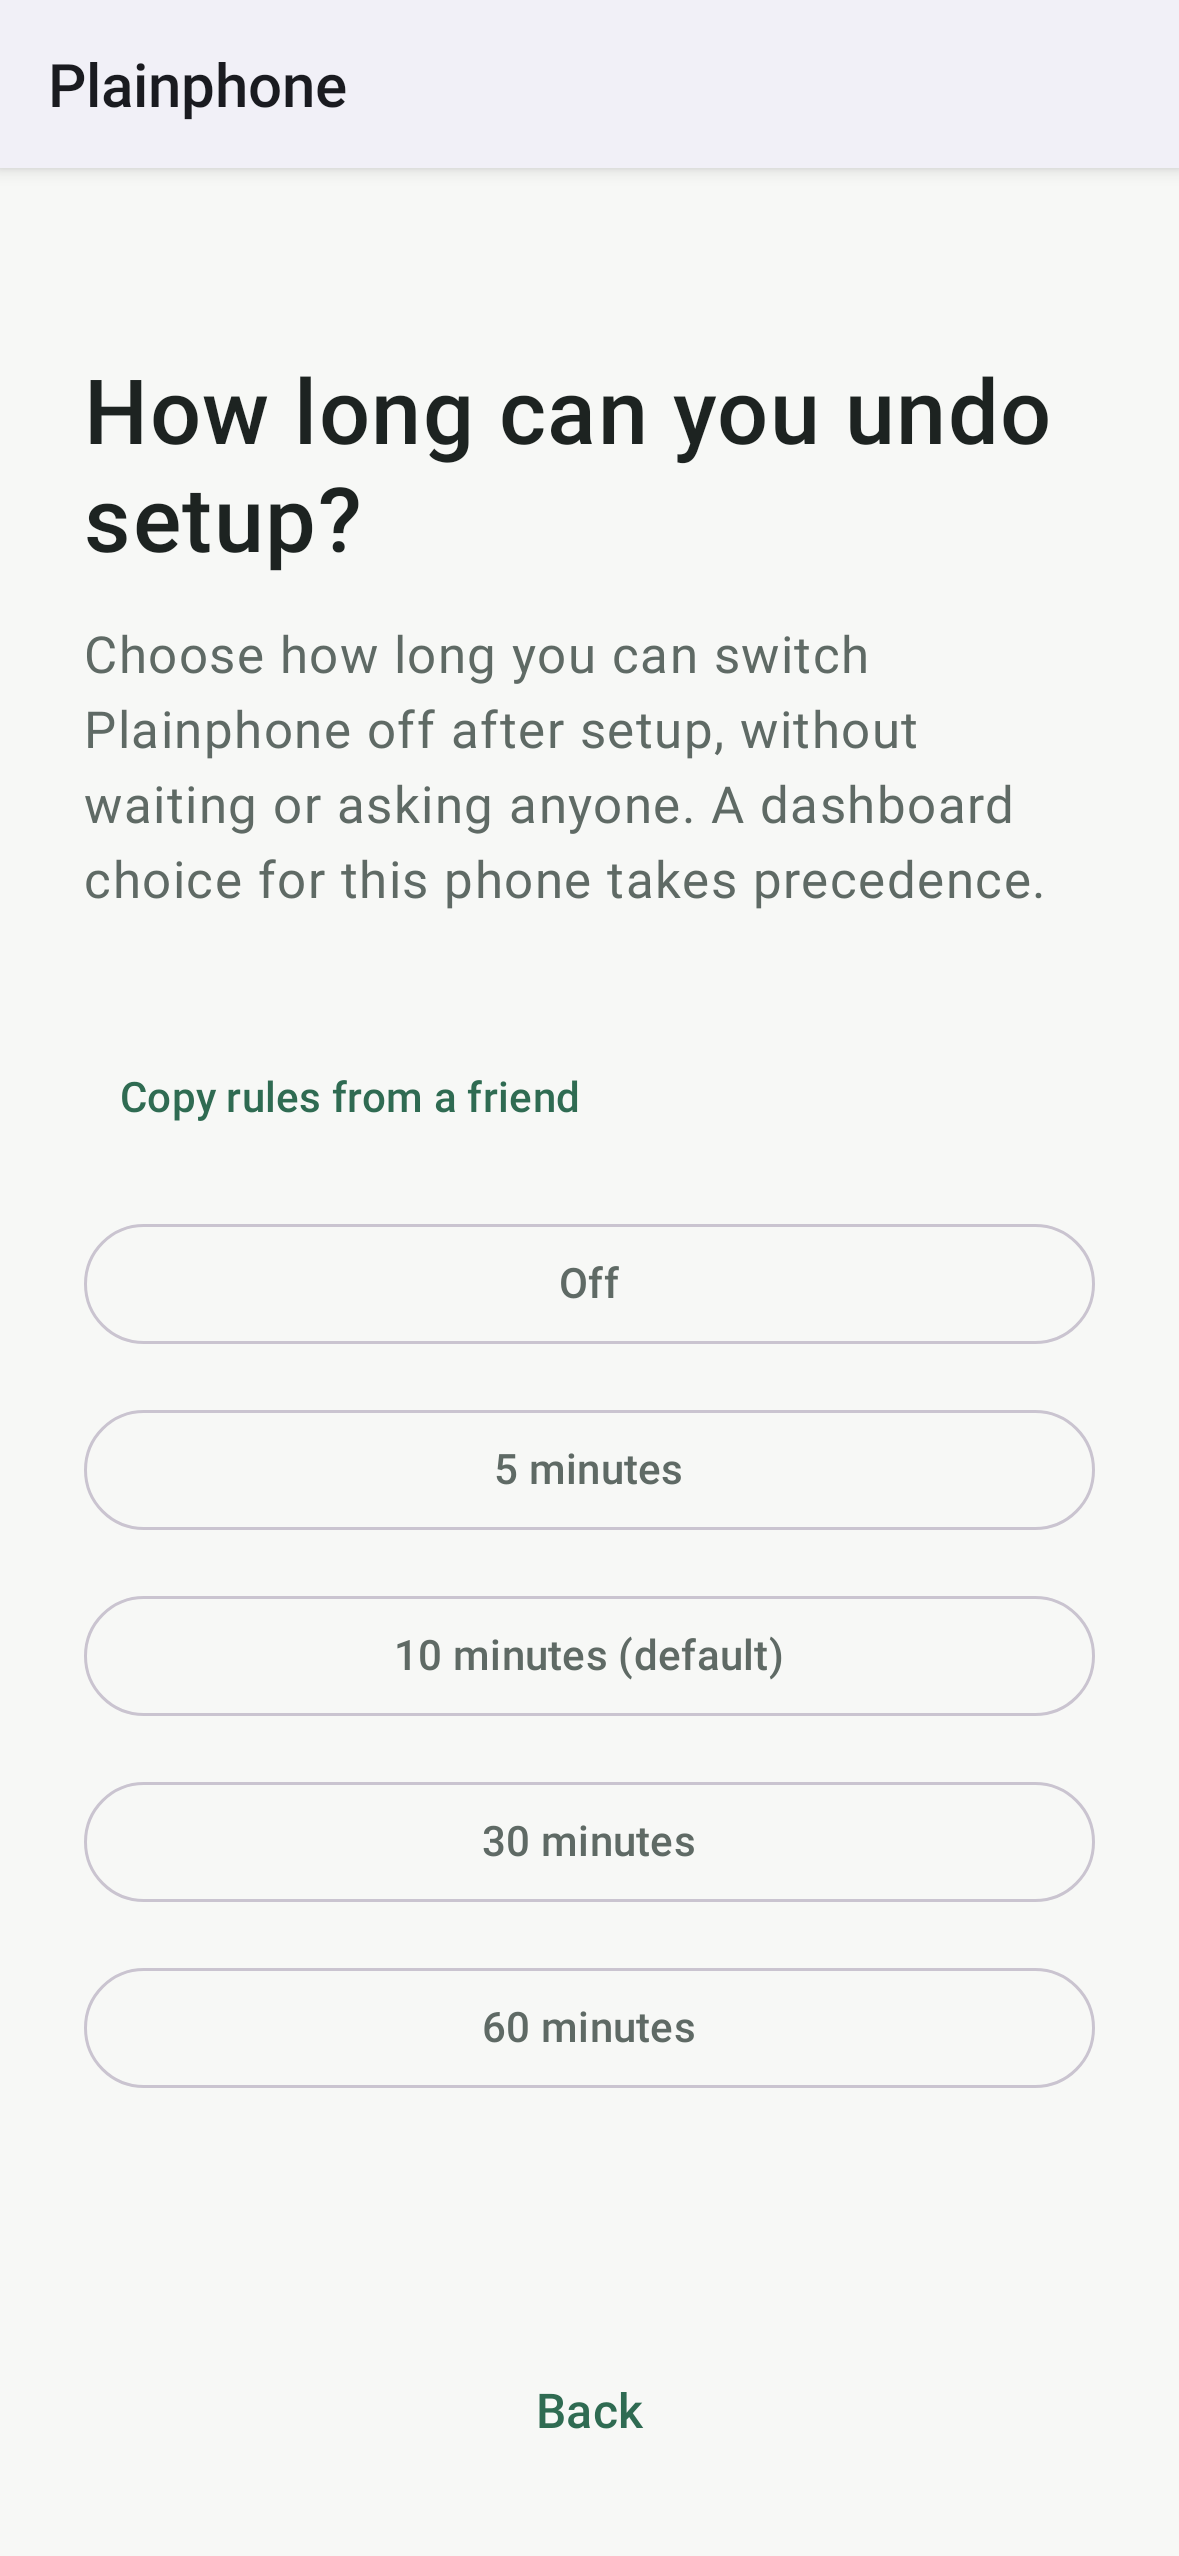 Plainphone
How long can you undo
setup?
Choose how long you can switch
Plainphone off after setup, without
waiting or asking anyone. A dashboard
choice for this phone takes precedence.
Copy rules from a friend
Off
5 minutes
10 minutes (default)
30 minutes
60 minutes
Back